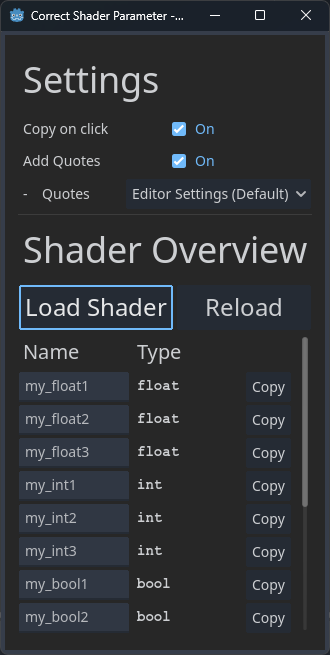 Correct Shader Parameter -...
Settings
Copy on click On
Add Quotes On
- Quotes Editor Settings (Default)
Shader Overview
Load Shader Reload
Name Type
my_float1 float Copy
my_float2 float Copy
my_float3 float Copy
my_int1 int Copy
my_int2 int Copy
my_int3 int Copy
my_bool1 bool Copy
my_bool2 bool Copy